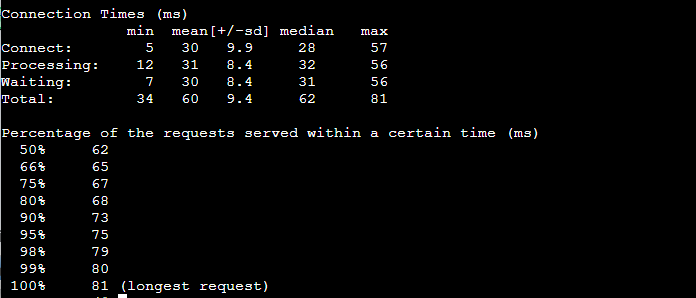 Connection Times (ms)
min mean[+/-sd] median max
Connect: 5 30 9.9 28 57
Processing: 12 31 8.4 32 56
Waiting: 7 30 8.4 31 56
Total: 34 60 9.4 62 81
Percentage of the requests served within a certain time (ms)
50% 62
66% 65
75% 67
80% 68
90% 73
95% 75
98% 79
99% 80
100% 81 (longest request)